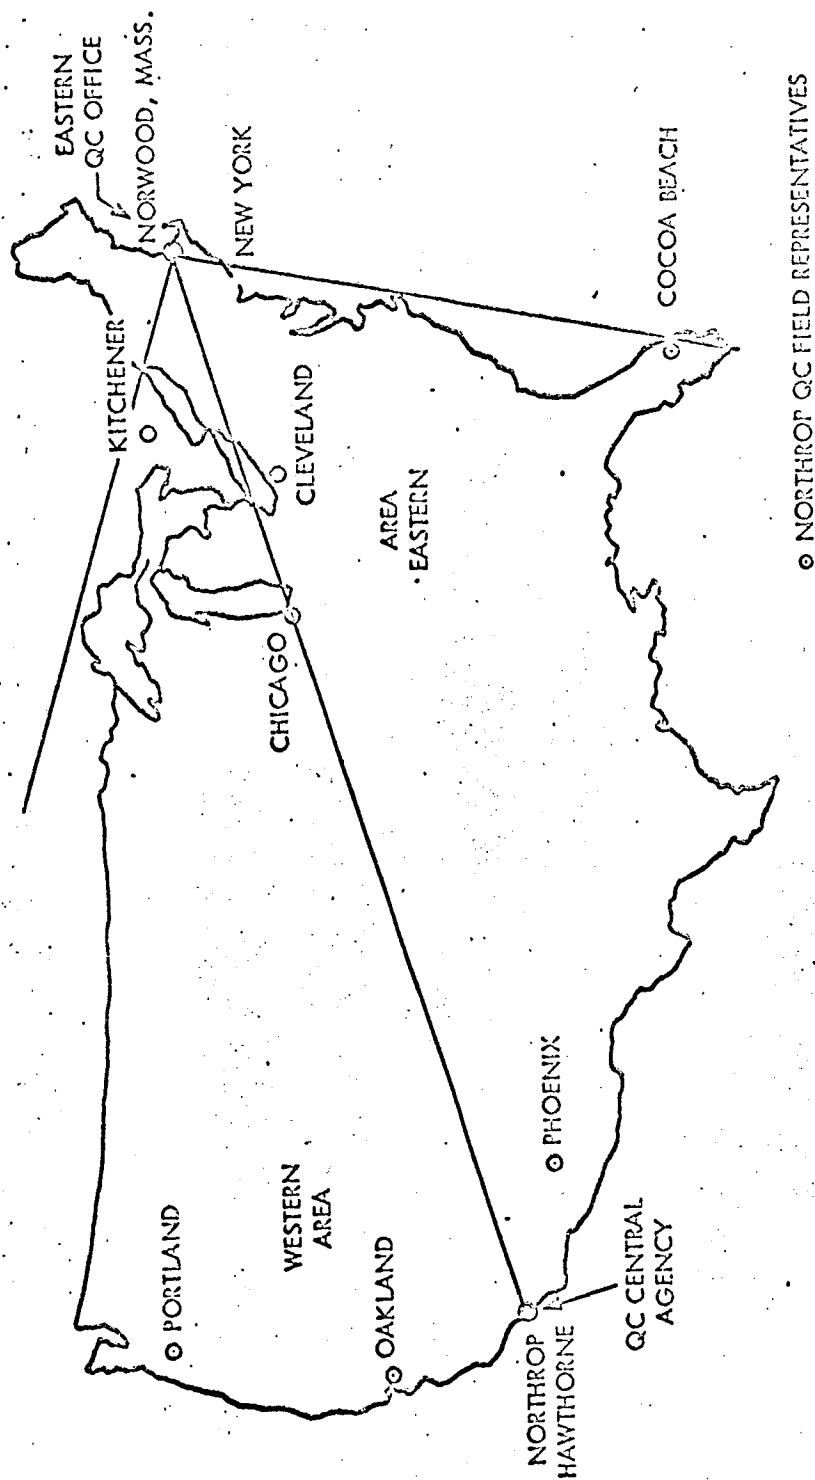 EASTERN
QC OFFICE
NORWOOD, MASS.
NEW YORK
KITCHENER
CLEVELAND
CHICAGO
AREA
EASTERN
COCOA BEACH
PORTLAND
WESTERN
AREA
OAKLAND
PHOENIX
NORTHROP
HAWTHORNE
QC CENTRAL
AGENCY
NORTHROP QC FIELD REPRESENTATIVES